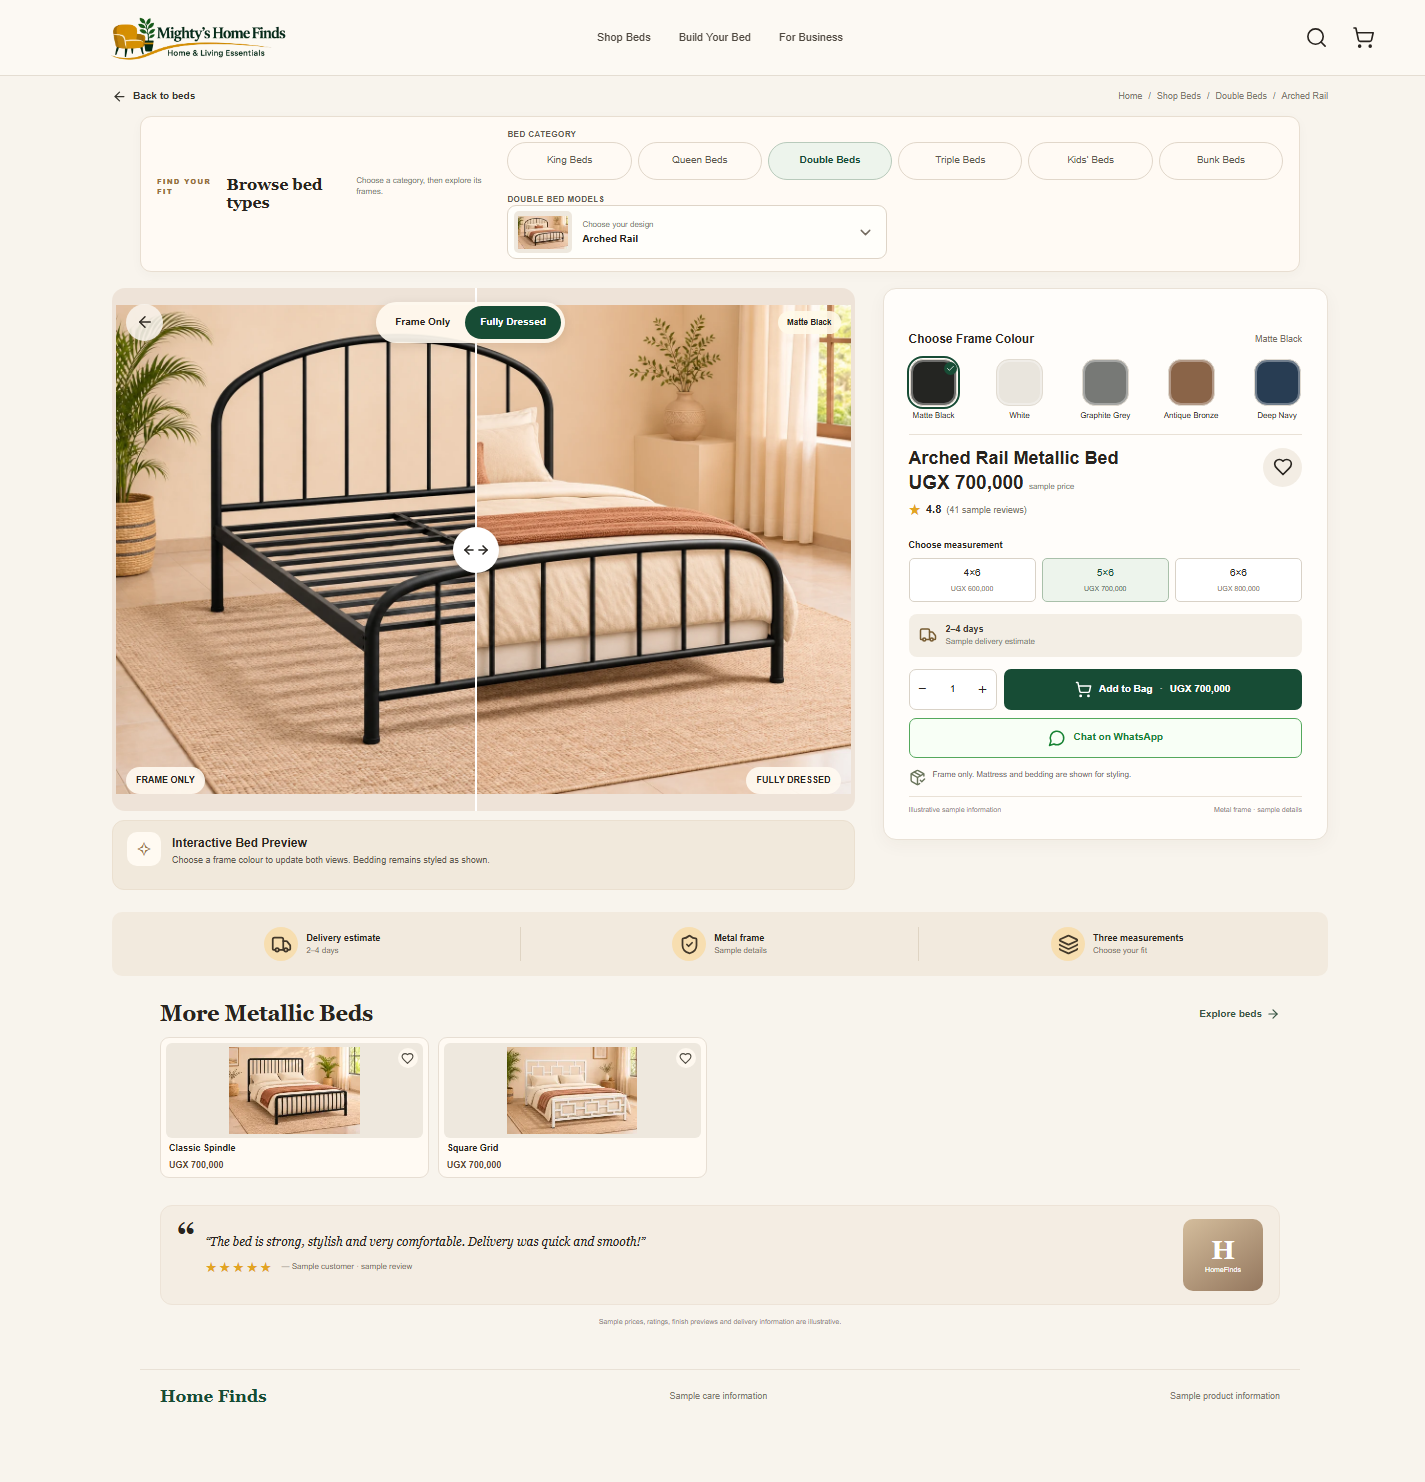 Mighty's Home Finds
Home & Living Essentials
Shop Beds
Build Your Bed
For Business
Back to beds
Home / Shop Beds / Double Beds / Arched Rail
FIND YOUR
FIT
Browse bed
types
Choose a category, then explore its
frames.
BED CATEGORY
King Beds
Queen Beds
Double Beds
Triple Beds
Kids' Beds
Bunk Beds
DOUBLE BED MODELS
Choose your design
Arched Rail
Frame Only
Fully Dressed
Matte Black
FRAME ONLY
FULLY DRESSED
Interactive Bed Preview
Choose a frame colour to update both views. Bedding remains styled as shown.
Choose Frame Colour
Matte Black
Matte Black
White
Graphite Grey
Antique Bronze
Deep Navy
Arched Rail Metallic Bed
UGX 700,000 sample price
4.8 (41 sample reviews)
Choose measurement
4×6
UGX 600,000
5×6
UGX 700,000
6×6
UGX 800,000
2–4 days
Sample delivery estimate
− 1 +
Add to Bag · UGX 700,000
Chat on WhatsApp
Frame only. Mattress and bedding are shown for styling.
Illustrative sample information
Metal frame · sample details
Delivery estimate
2–4 days
Metal frame
Sample details
Three measurements
Choose your fit
More Metallic Beds
Explore beds
Classic Spindle
UGX 700,000
Square Grid
UGX 700,000
“
“The bed is strong, stylish and very comfortable. Delivery was quick and smooth!”
★★★★★ — Sample customer · sample review
H
HomeFinds
Sample prices, ratings, finish previews and delivery information are illustrative.
Home Finds
Sample care information
Sample product information